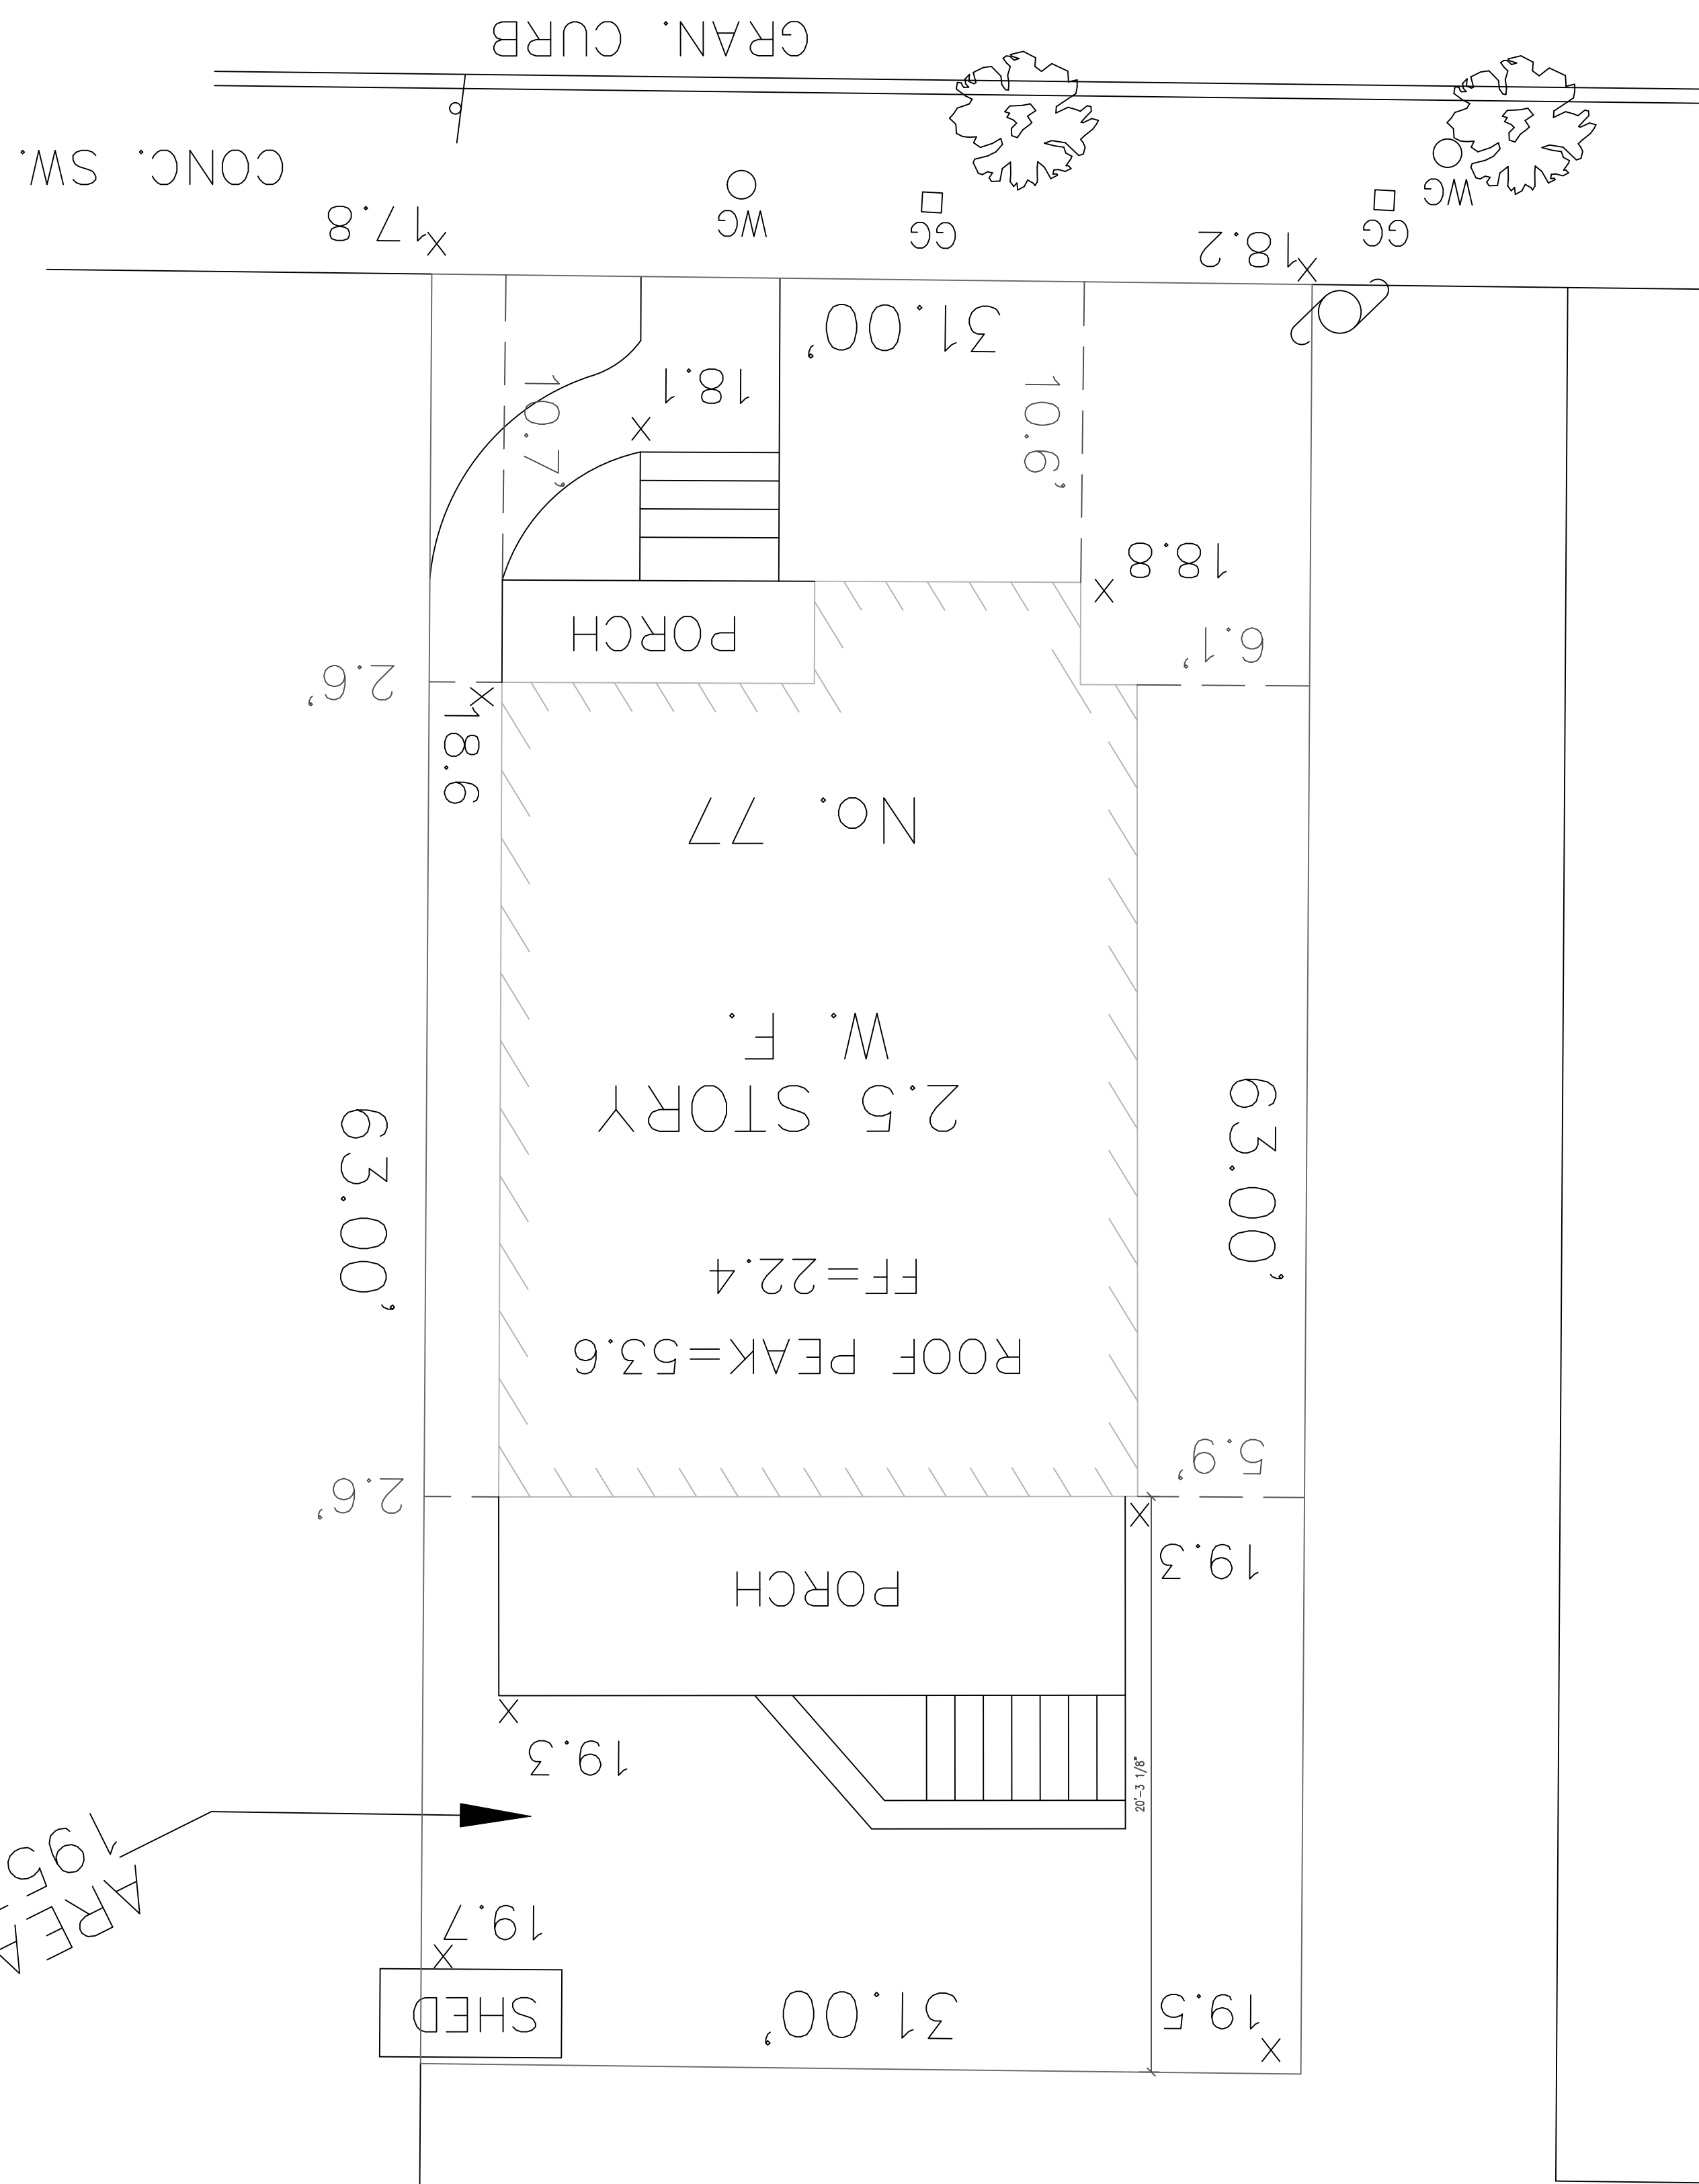 GRAN. CURB
CONC. SW.
17.8
WG
GG
18.2
GG
WG
31.00'
18.1
10.7'
10.6'
18.8
PORCH
6.1'
2.6'
18.6
No. 77
W. F.
2.5 STORY
63.00'
63.00'
FF=22.4
ROOF PEAK=53.6
5.9'
2.6'
19.3
PORCH
19.3
20'-3 1/8"
195
AREA
19.7
SHED
31.00'
19.5